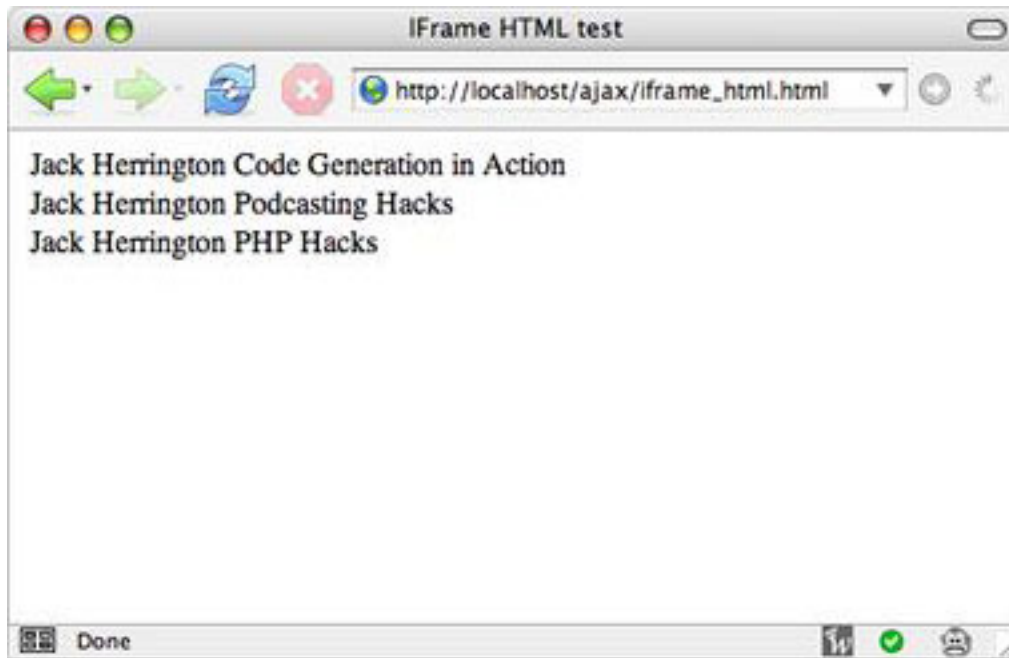 IFrame HTML test
http://localhost/ajax/iframe_html.html
Jack Herrington Code Generation in Action
Jack Herrington Podcasting Hacks
Jack Herrington PHP Hacks
Done